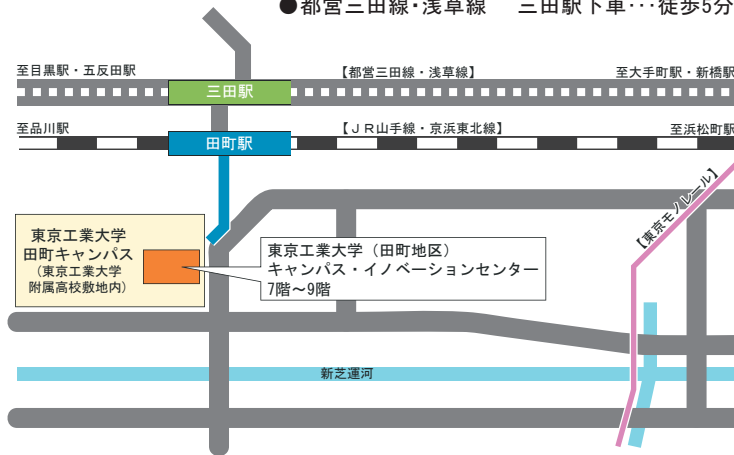 ●都営三田線・浅草線　三田駅下車･･･徒歩5分
至目黒駅・五反田駅
【都営三田線・浅草線】
至大手町駅・新橋駅
三田駅
至品川駅
【ＪＲ山手線・京浜東北線】
至浜松町駅
田町駅
【東京モノレール】
東京工業大学
田町キャンパス
（東京工業大学
附属高校敷地内）
東京工業大学（田町地区）
キャンパス・イノベーションセンター
7階〜9階
新芝運河